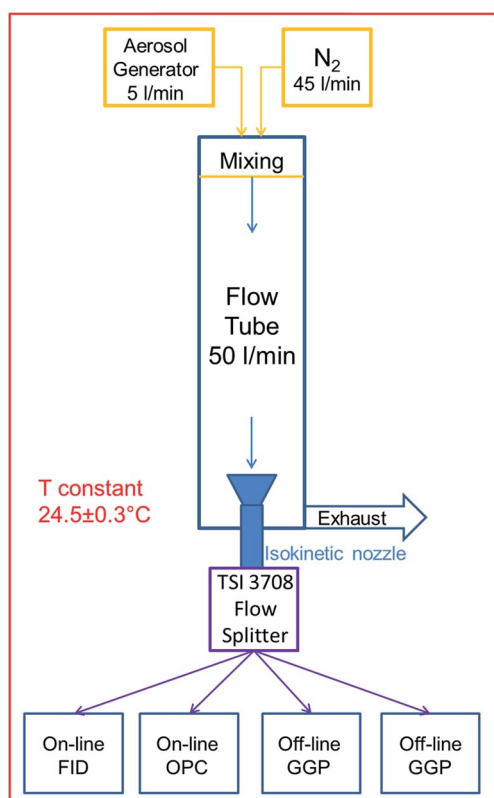 Aerosol
Generator
5 l/min
N₂
45 l/min
Mixing
Flow
Tube
50 l/min
T constant
24.5±0.3°C
Exhaust
Isokinetic nozzle
TSI 3708
Flow
Splitter
On-line
FID
On-line
OPC
Off-line
GGP
Off-line
GGP